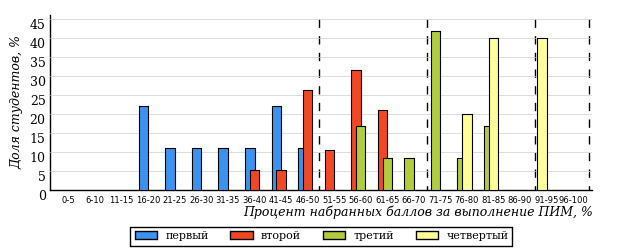 Доля студентов, %
45
40
35
30
25
20
15
10
5
0
0-5 6-10 11-15 16-20 21-25 26-30 31-35 36-40 41-45 46-50 51-55 56-60 61-65 66-70 71-75 76-80 81-85 86-90 91-95 96-100
Процент набранных баллов за выполнение ПИМ, %
первый второй третий четвертый